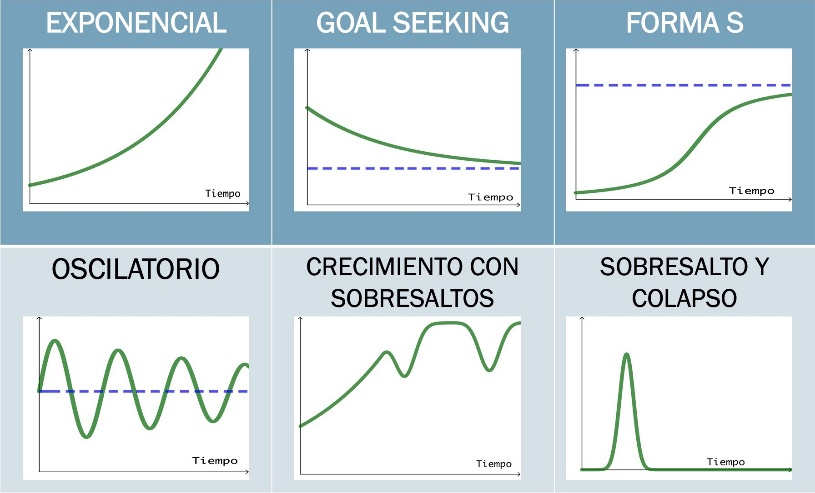 EXPONENCIAL
GOAL SEEKING
FORMA S
Tiempo
Tiempo
Tiempo
OSCILATORIO
CRECIMIENTO CON
SOBRESALTOS
SOBRESALTO Y
COLAPSO
Tiempo
Tiempo
Tiempo